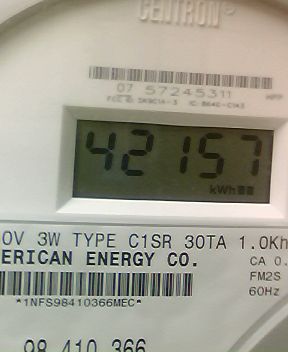 CENTRON®
07 57245311
42157
kWh
0V 3W TYPE C1SR 30TA 1.0Kh
ERICAN ENERGY CO.
CA 0.
FM2S
60Hz
*1NFS98410366MEC*
98 410 366